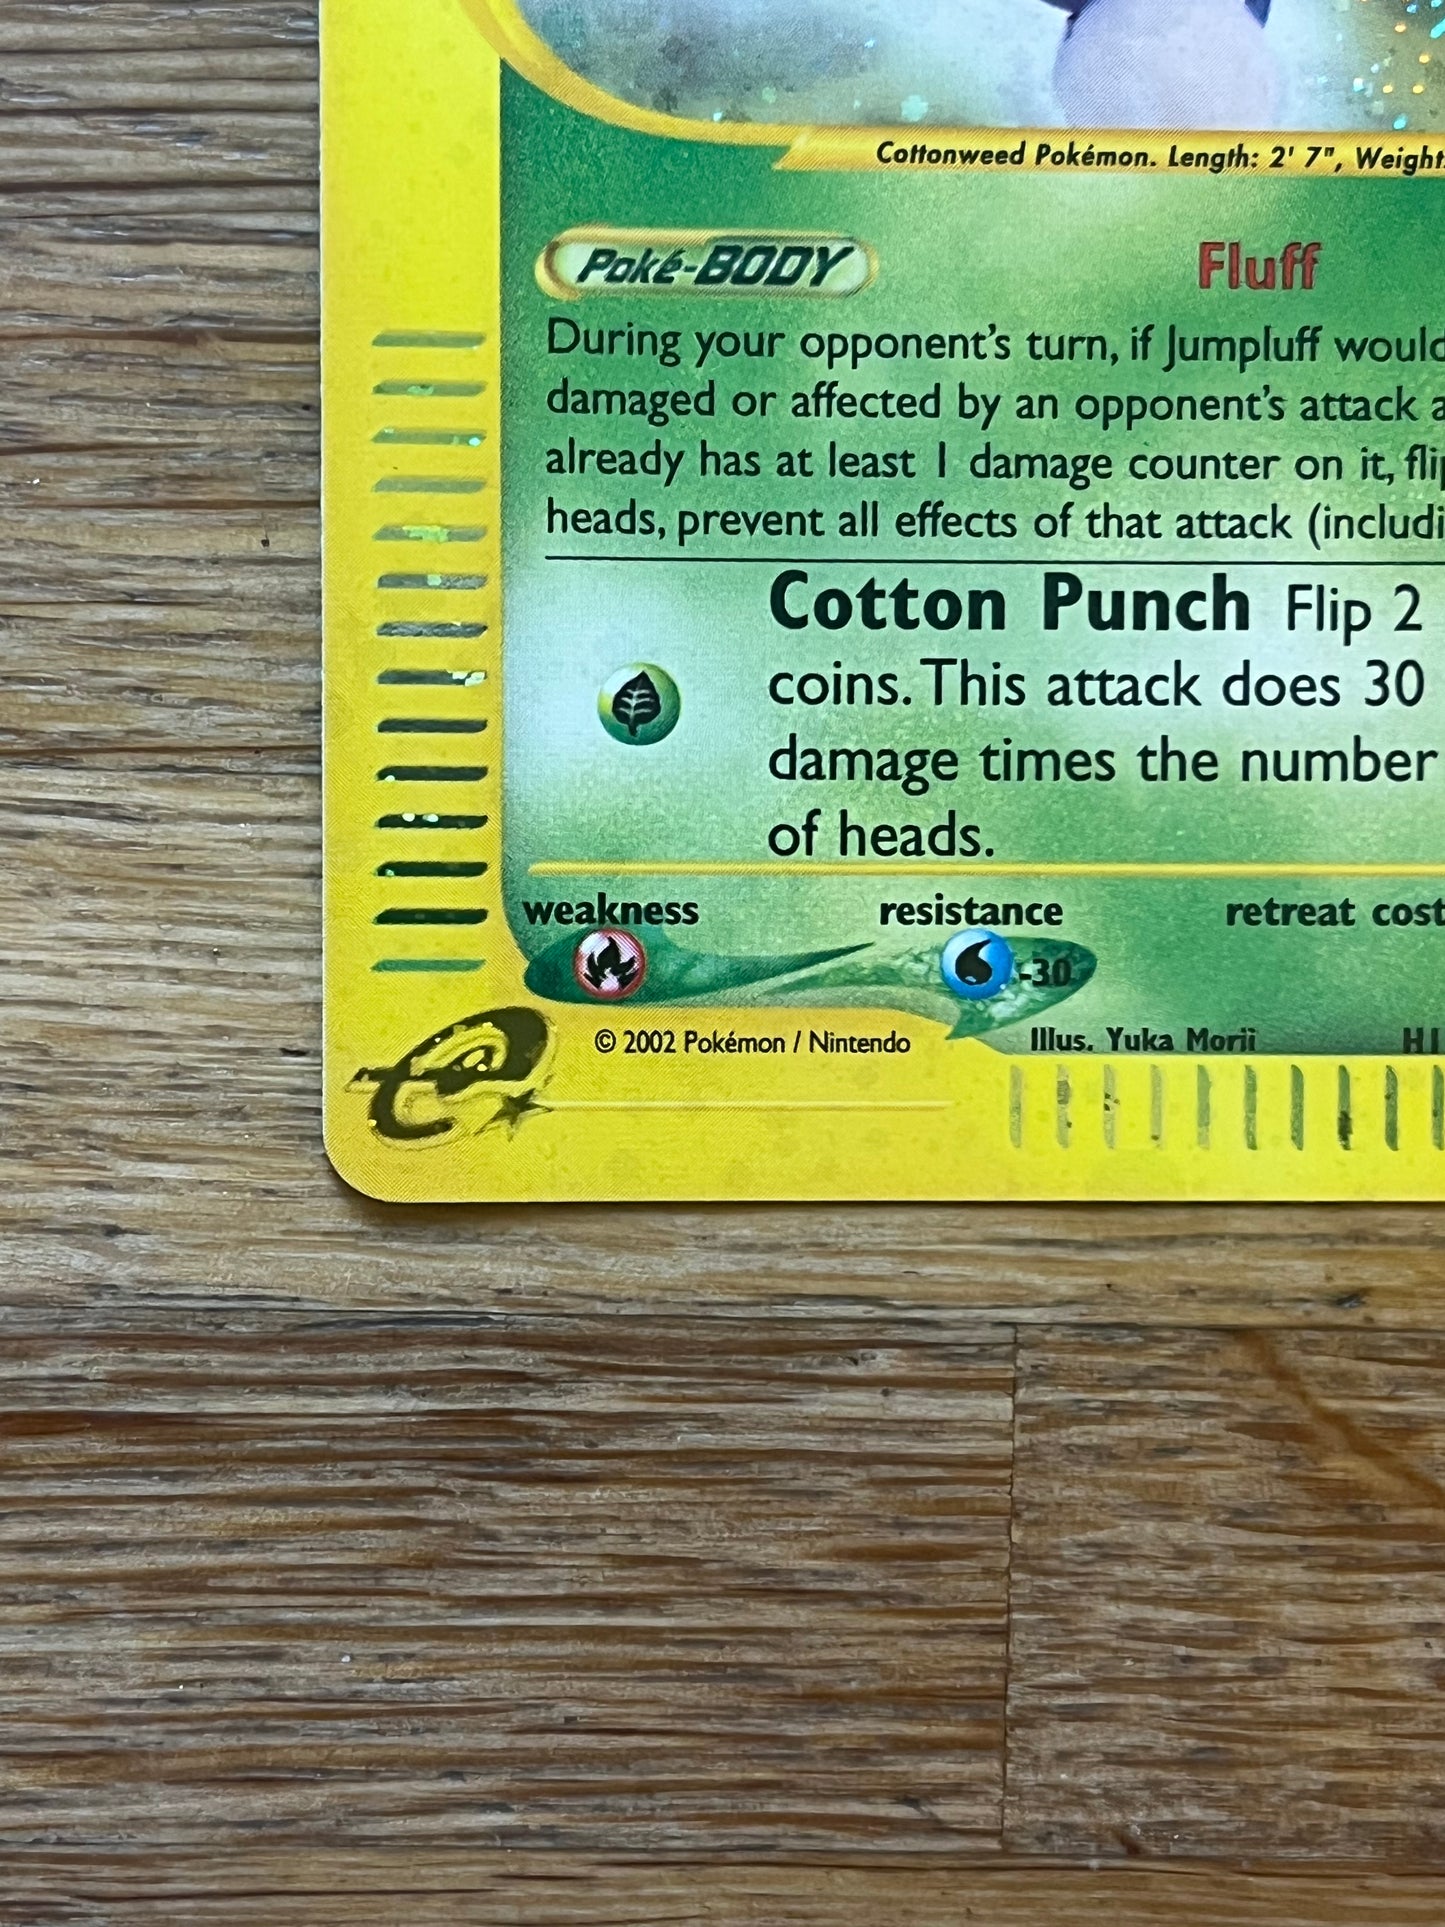 Cottonweed Pokémon. Length: 2' 7", Weight:
Poké-BODY
Fluff
During your opponent's turn, if Jumpluff would
damaged or affected by an opponent's attack a
already has at least 1 damage counter on it, flip
heads, prevent all effects of that attack (includi
Cotton Punch Flip 2
coins. This attack does 30
damage times the number
of heads.
weakness resistance retreat cost
-30
© 2002 Pokémon / Nintendo Illus. Yuka Morii H1
e